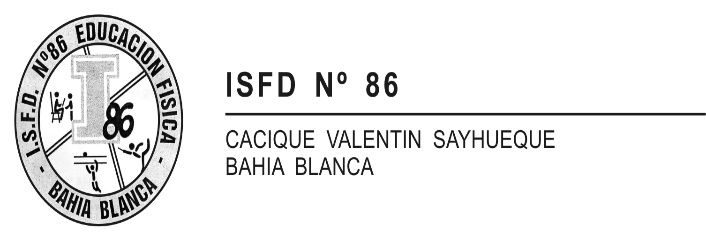 I.S.F.D. Nº86 EDUCACION FISICA
- BAHIA BLANCA -
I
86
ISFD Nº 86
CACIQUE VALENTIN SAYHUEQUE
BAHIA BLANCA